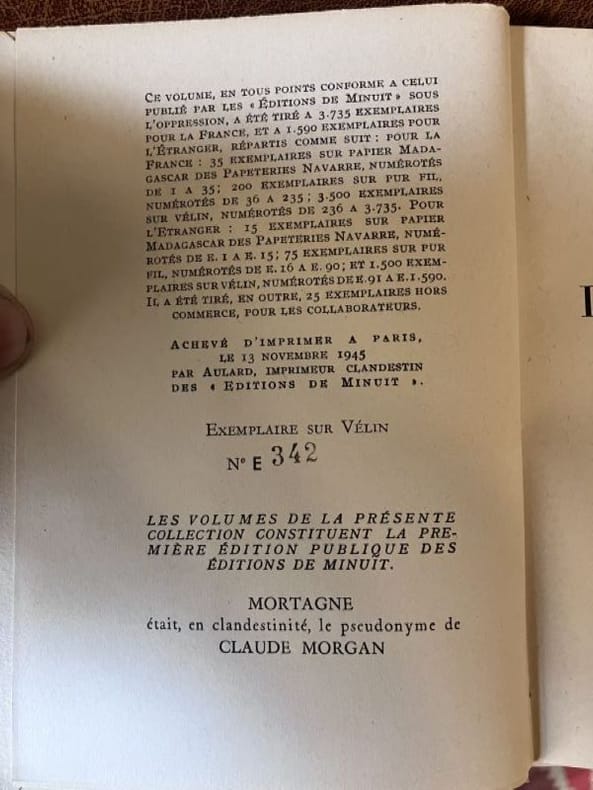 CE VOLUME, EN TOUS POINTS CONFORME A CELUI
PUBLIÉ PAR LES « ÉDITIONS DE MINUIT » SOUS
L'OPPRESSION, A ÉTÉ TIRÉ A 3.735 EXEMPLAIRES
POUR LA FRANCE, ET A 1.590 EXEMPLAIRES POUR
L'ÉTRANGER, RÉPARTIS COMME SUIT : POUR LA
FRANCE : 35 EXEMPLAIRES SUR PAPIER MADA-
GASCAR DES PAPETERIES NAVARRE, NUMÉROTÉS
DE 1 A 35; 200 EXEMPLAIRES SUR PUR FIL,
NUMÉROTÉS DE 36 A 235; 3.500 EXEMPLAIRES
SUR VÉLIN, NUMÉROTÉS DE 236 A 3.735. POUR
L'ETRANGER : 15 EXEMPLAIRES SUR PAPIER
MADAGASCAR DES PAPETERIES NAVARRE, NUMÉ-
ROTÉS DE E. 1 A E. 15; 75 EXEMPLAIRES SUR PUR
FIL, NUMÉROTÉS DE E. 16 A E. 90; ET 1.500 EXEM-
PLAIRES SUR VÉLIN, NUMÉROTÉS DE E. 91 A E. 1.590.
IL A ÉTÉ TIRÉ, EN OUTRE, 25 EXEMPLAIRES HORS
COMMERCE, POUR LES COLLABORATEURS.
ACHEVÉ D'IMPRIMER A PARIS,
LE 13 NOVEMBRE 1945
PAR AULARD, IMPRIMEUR CLANDESTIN
DES « EDITIONS DE MINUIT ».
EXEMPLAIRE SUR VÉLIN
N° E 342
LES VOLUMES DE LA PRÉSENTE
COLLECTION CONSTITUENT LA PRE-
MIÈRE ÉDITION PUBLIQUE DES
ÉDITIONS DE MINUIT.
MORTAGNE
était, en clandestinité, le pseudonyme de
CLAUDE MORGAN